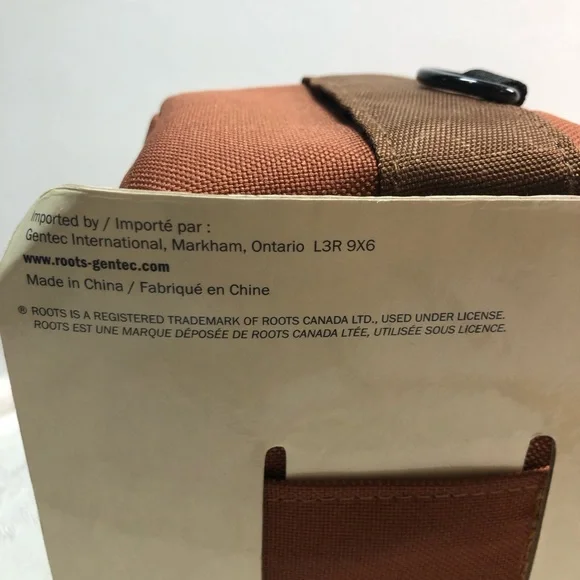 Imported by / Importé par :
Gentec International, Markham, Ontario L3R 9X6
www.roots-gentec.com
Made in China / Fabriqué en Chine
® ROOTS IS A REGISTERED TRADEMARK OF ROOTS CANADA LTD., USED UNDER LICENSE.
ROOTS EST UNE MARQUE DÉPOSÉE DE ROOTS CANADA LTÉE, UTILISÉE SOUS LICENCE.